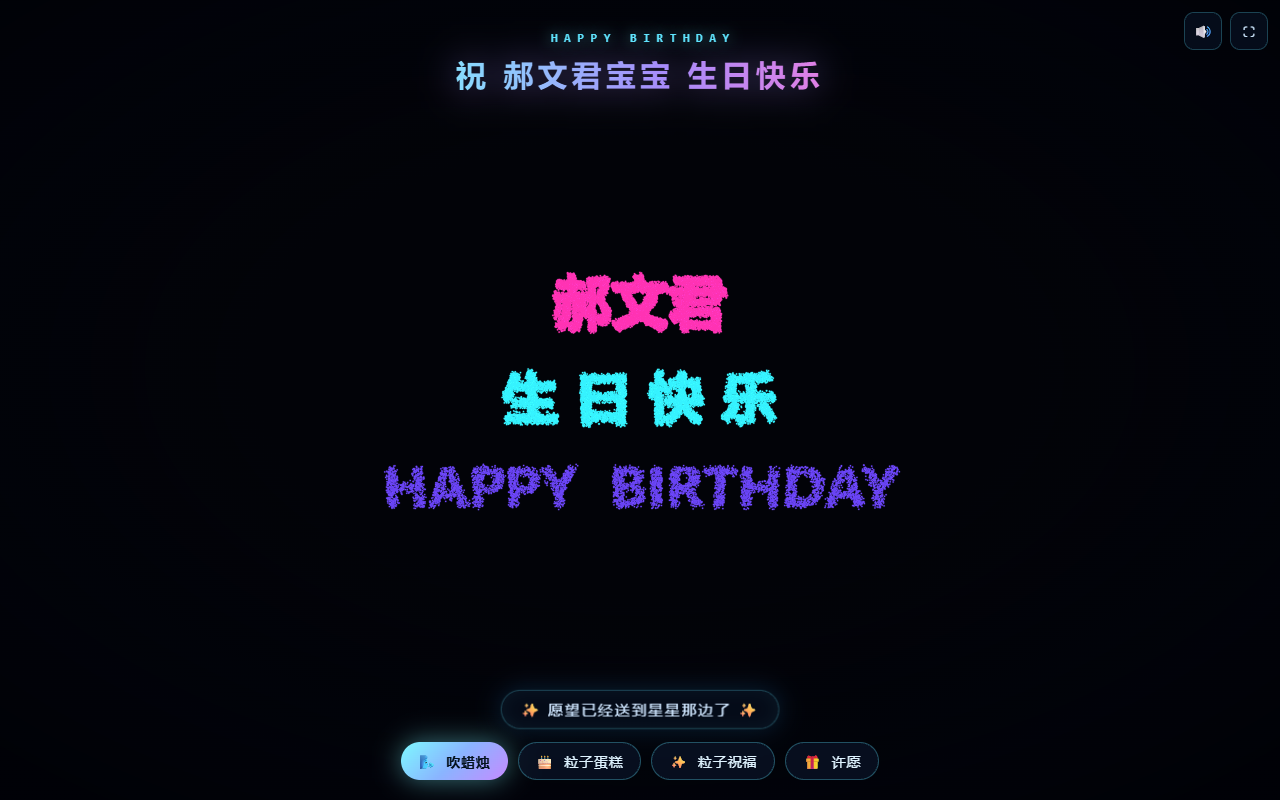 HAPPY BIRTHDAY
祝 郝文君宝宝 生日快乐
郝文君
生日快乐
HAPPY BIRTHDAY
✨ 愿望已经送到星星那边了 ✨
吹蜡烛
粒子蛋糕
粒子祝福
许愿